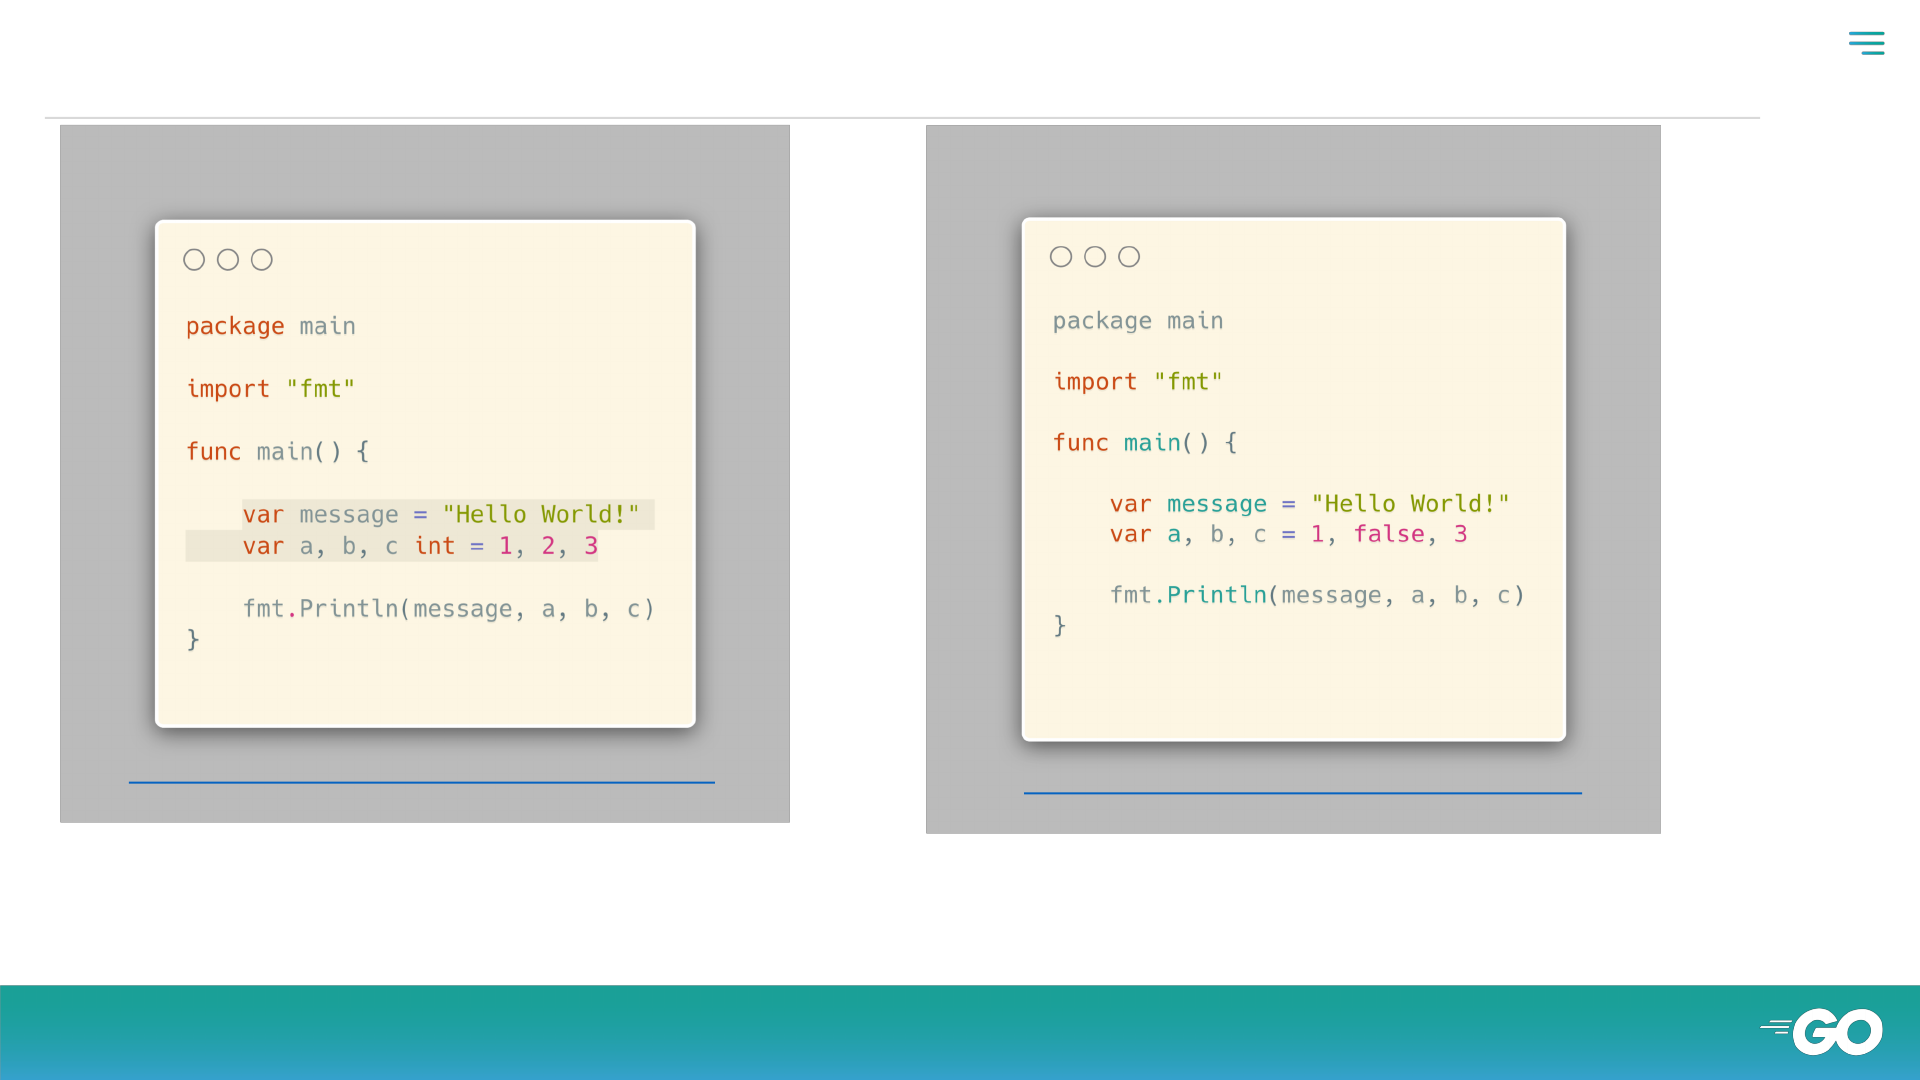 package main
import "fmt"
func main() {
var message = "Hello World!"
var a, b, c int = 1, 2, 3
fmt.Println(message, a, b, c)
}
package main
import "fmt"
func main() {
var message = "Hello World!"
var a, b, c = 1, false, 3
fmt.Println(message, a, b, c)
}
GO